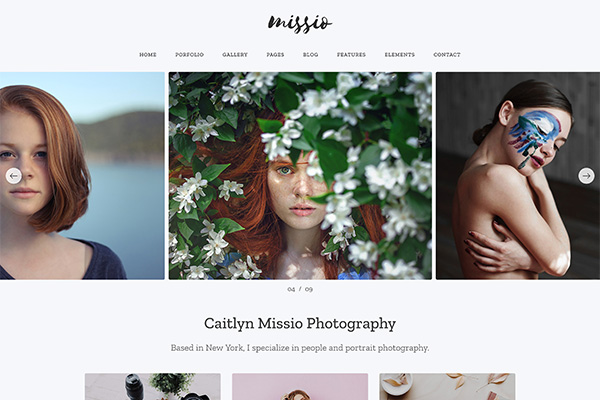 missio
HOME PORFOLIO GALLERY PAGES BLOG FEATURES ELEMENTS CONTACT
04 / 09
Caitlyn Missio Photography
Based in New York, I specialize in people and portrait photography.